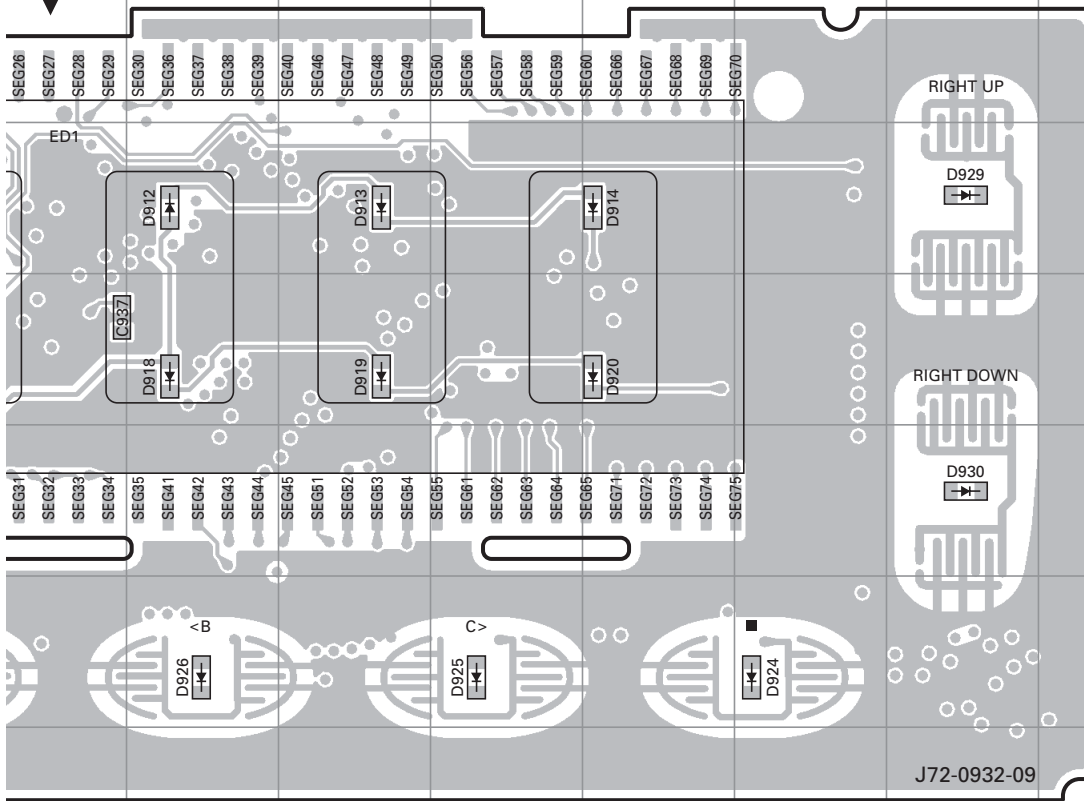 SEG26 SEG27 SEG28 SEG29 SEG30 SEG36 SEG37 SEG38 SEG39 SEG40 SEG46 SEG47 SEG48 SEG49 SEG50 SEG56 SEG57 SEG58 SEG59 SEG60 SEG66 SEG67 SEG68 SEG69 SEG70
RIGHT UP
ED1
D929
D912
D913
D914
C937
D918
D919
D920
RIGHT DOWN
D930
SEG31 SEG32 SEG33 SEG34 SEG35 SEG41 SEG42 SEG43 SEG44 SEG45 SEG51 SEG52 SEG53 SEG54 SEG55 SEG61 SEG62 SEG63 SEG64 SEG65 SEG71 SEG72 SEG73 SEG74 SEG75
<B
C>
■
D926
D925
D924
J72-0932-09